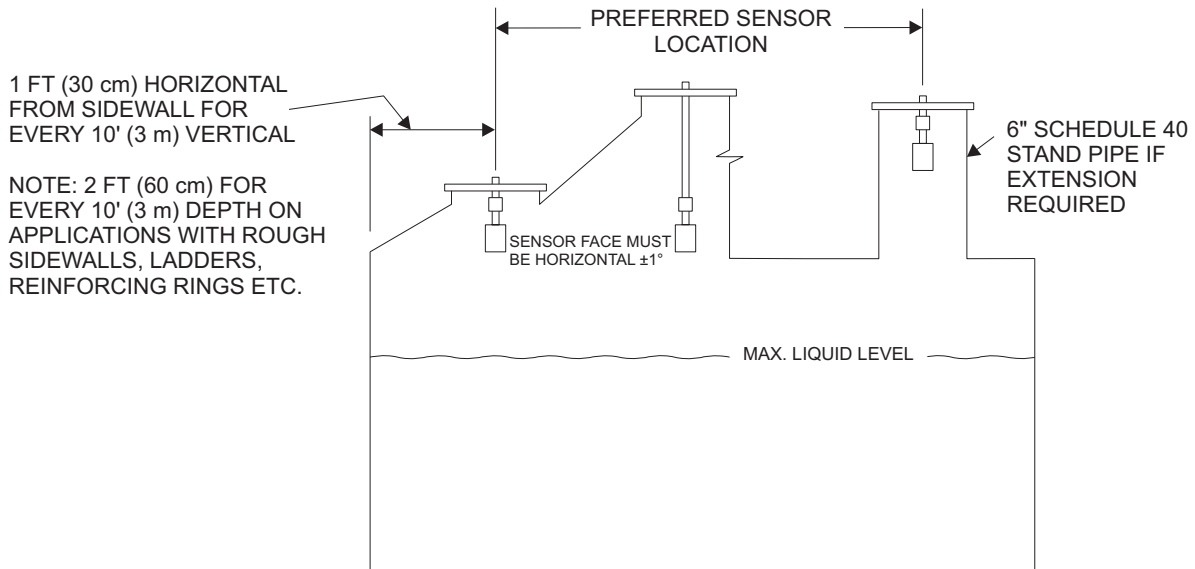 PREFERRED SENSOR
LOCATION
1 FT (30 cm) HORIZONTAL
FROM SIDEWALL FOR
EVERY 10' (3 m) VERTICAL
NOTE: 2 FT (60 cm) FOR
EVERY 10' (3 m) DEPTH ON
APPLICATIONS WITH ROUGH
SIDEWALLS, LADDERS,
REINFORCING RINGS ETC.
6" SCHEDULE 40
STAND PIPE IF
EXTENSION
REQUIRED
SENSOR FACE MUST
BE HORIZONTAL ±1°
MAX. LIQUID LEVEL